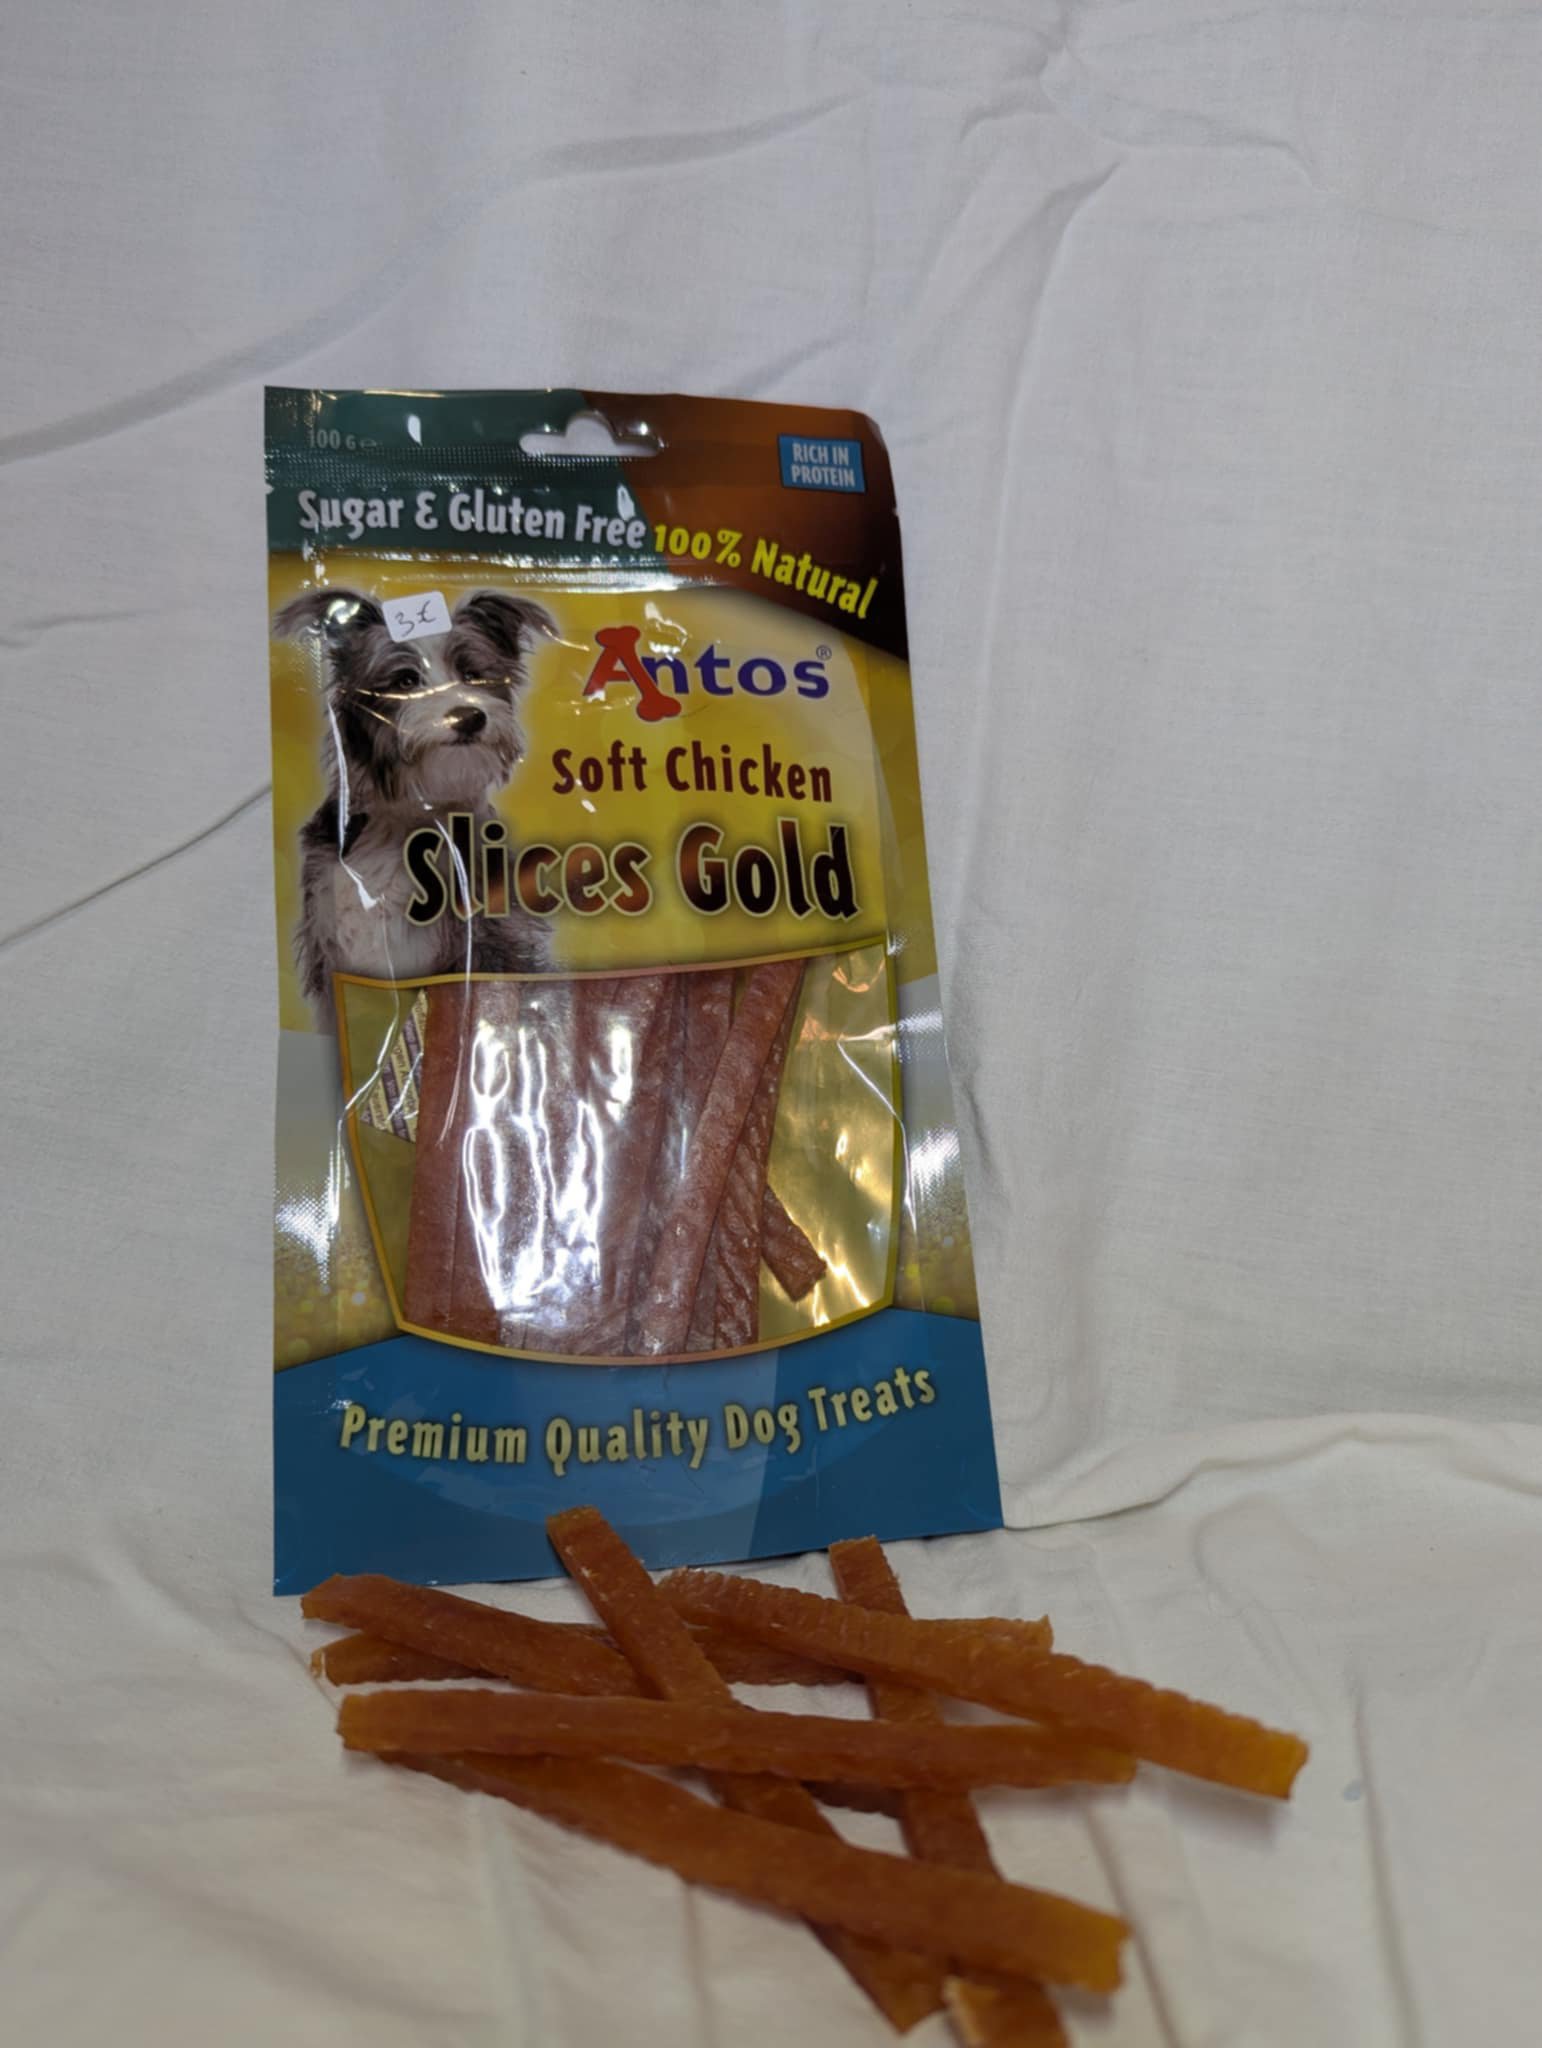 100 G e
RICH IN
PROTEIN
Sugar & Gluten Free
100% Natural
3€
Antos®
Soft Chicken
Slices Gold
Premium Quality Dog Treats